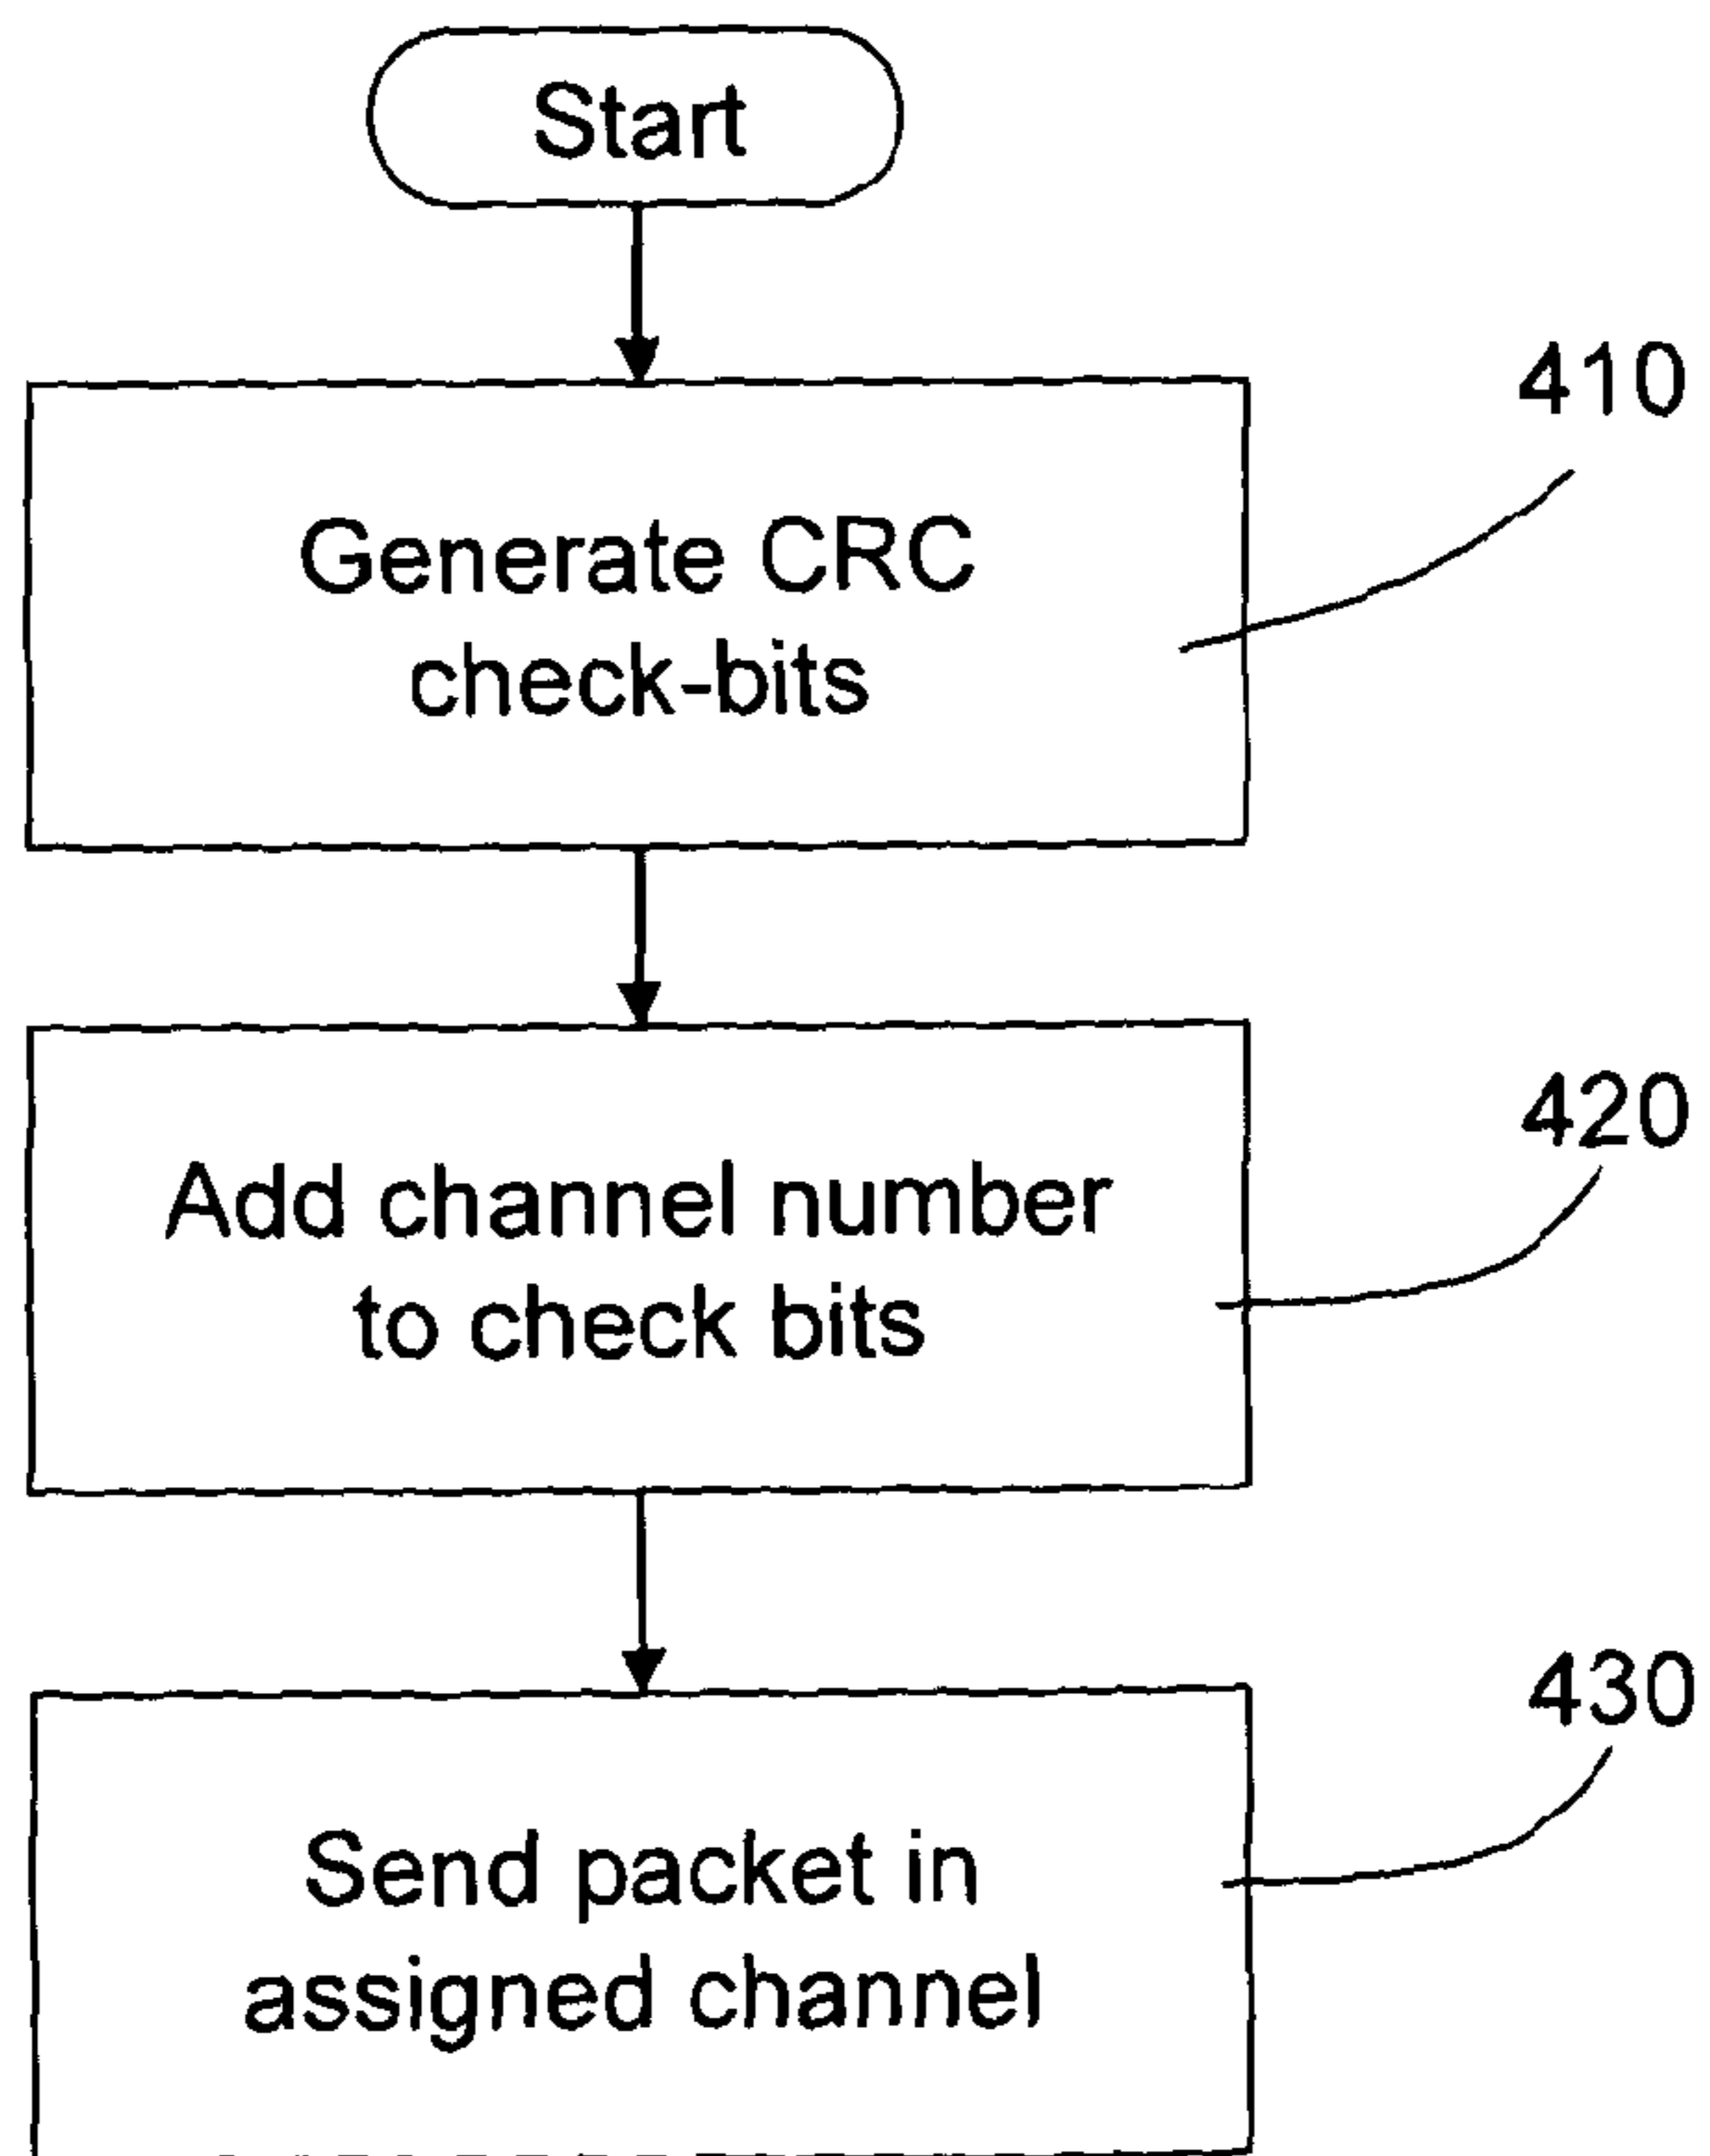 Start
410
Generate CRC
check-bits
420
Add channel number
to check bits
430
Send packet in
assigned channel